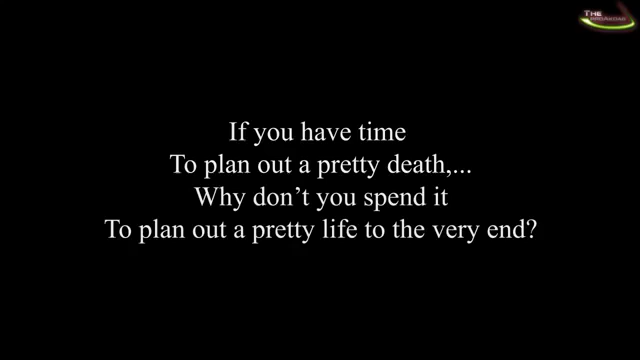 THE
If you have time
To plan out a pretty death,...
Why don’t you spend it
To plan out a pretty life to the very end?